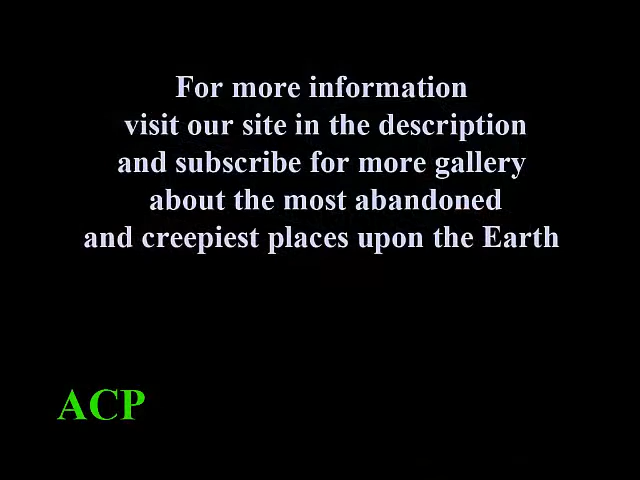 For more information
visit our site in the description
and subscribe for more gallery
about the most abandoned
and creepiest places upon the Earth
ACP